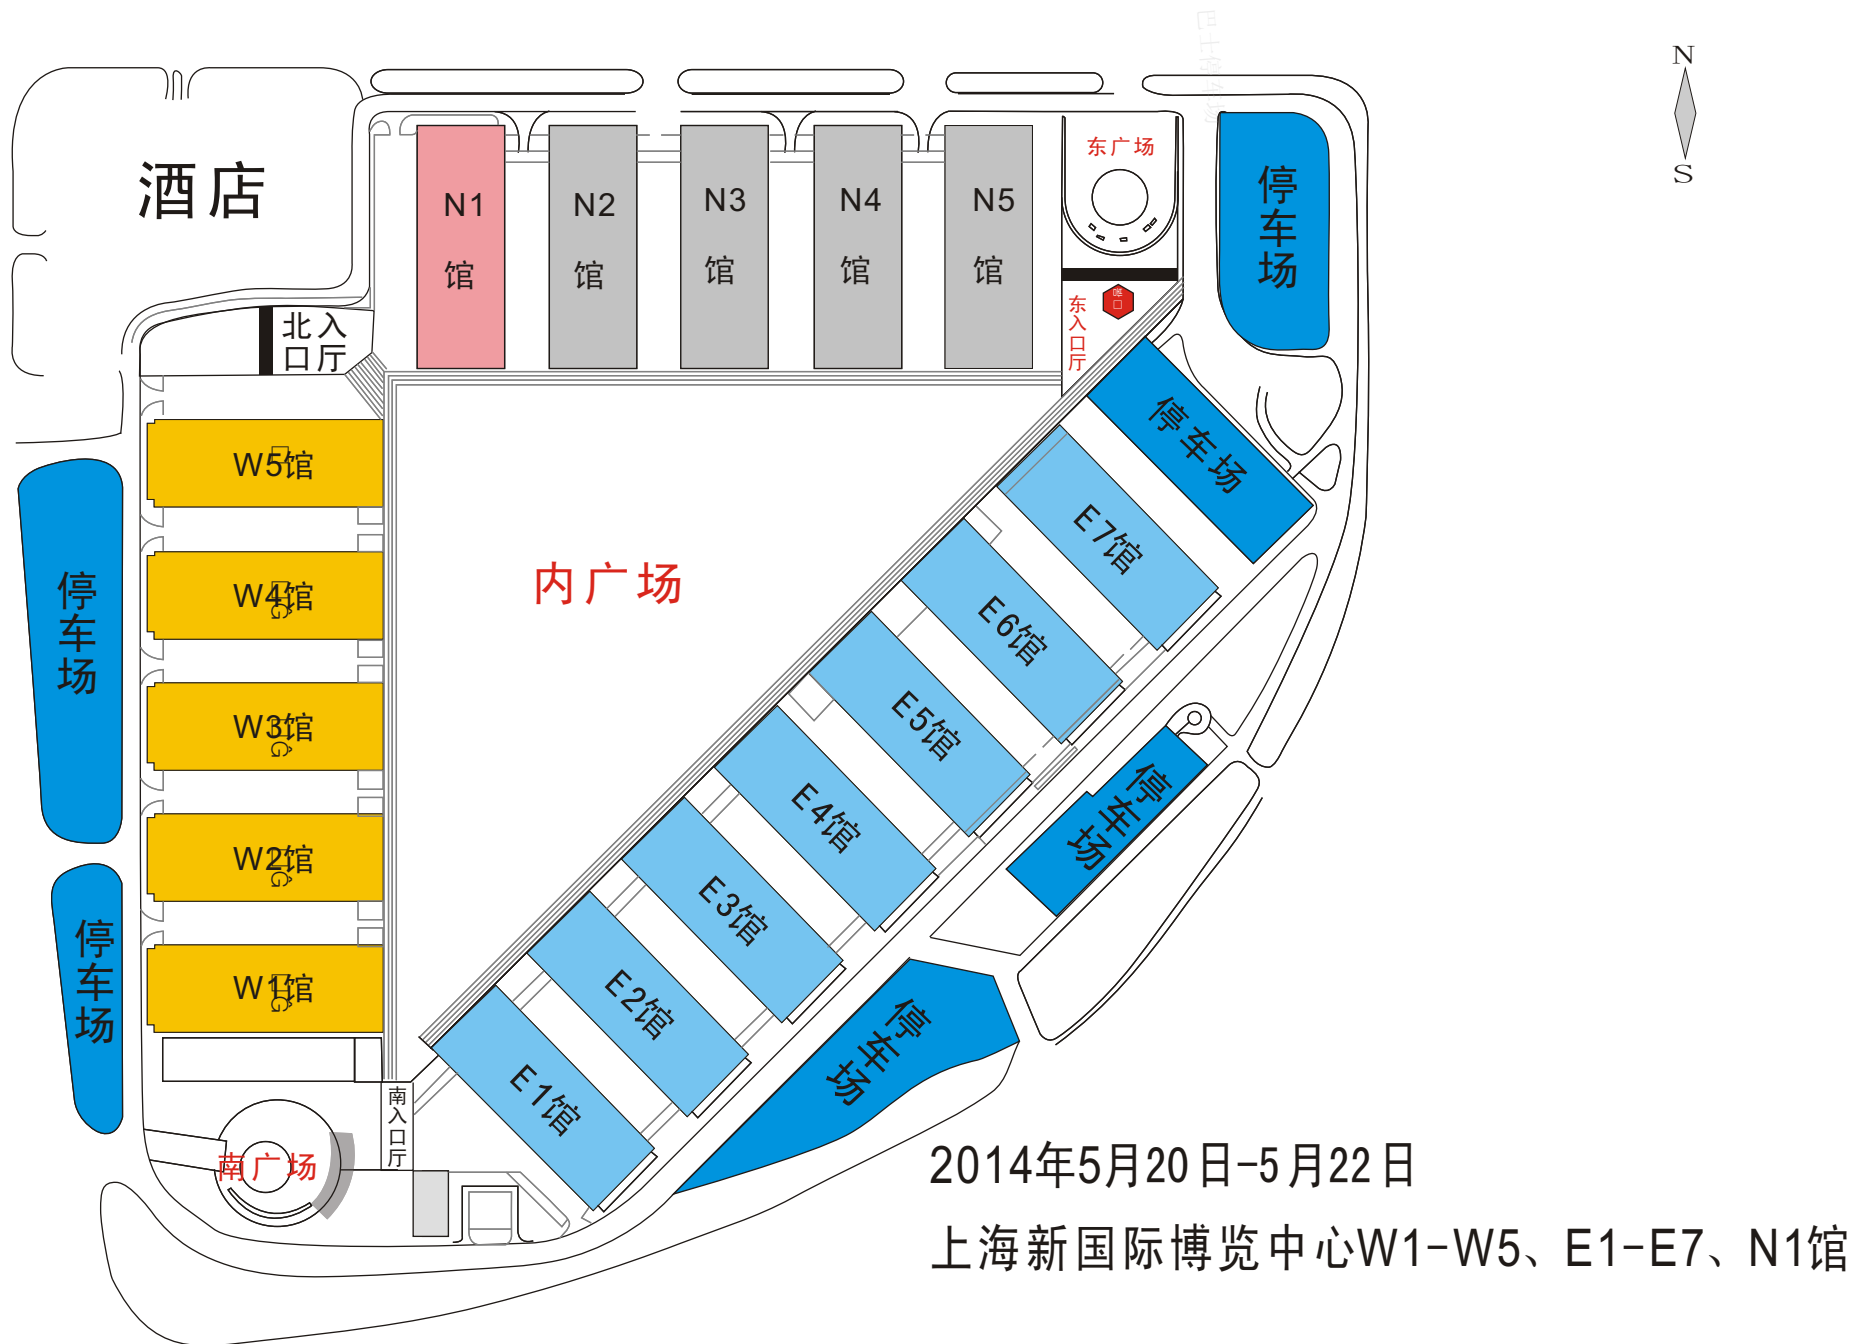 N
S
酒店
N1
馆
N2
馆
N3
馆
N4
馆
N5
馆
东广场
停车场
北入
口厅
东入口厅
停车场
W5馆
W4馆
W3馆
W2馆
W1馆
停车场
停车场
内广场
E7馆
E6馆
E5馆
E4馆
E3馆
E2馆
E1馆
停车场
停车场
南入口厅
南广场
2014年5月20日-5月22日
上海新国际博览中心W1-W5、E1-E7、N1馆